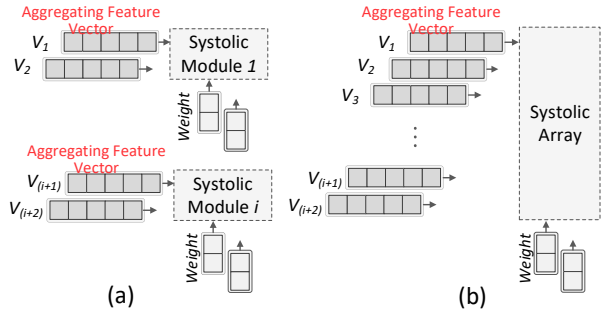 Aggregating Feature
Vector
V1
V2
Systolic
Module 1
Weight
Aggregating Feature
Vector
V(i+1)
V(i+2)
Systolic
Module i
Weight
(a)
Aggregating Feature
Vector
V1
V2
V3
⋮
V(i+1)
V(i+2)
Systolic
Array
Weight
(b)